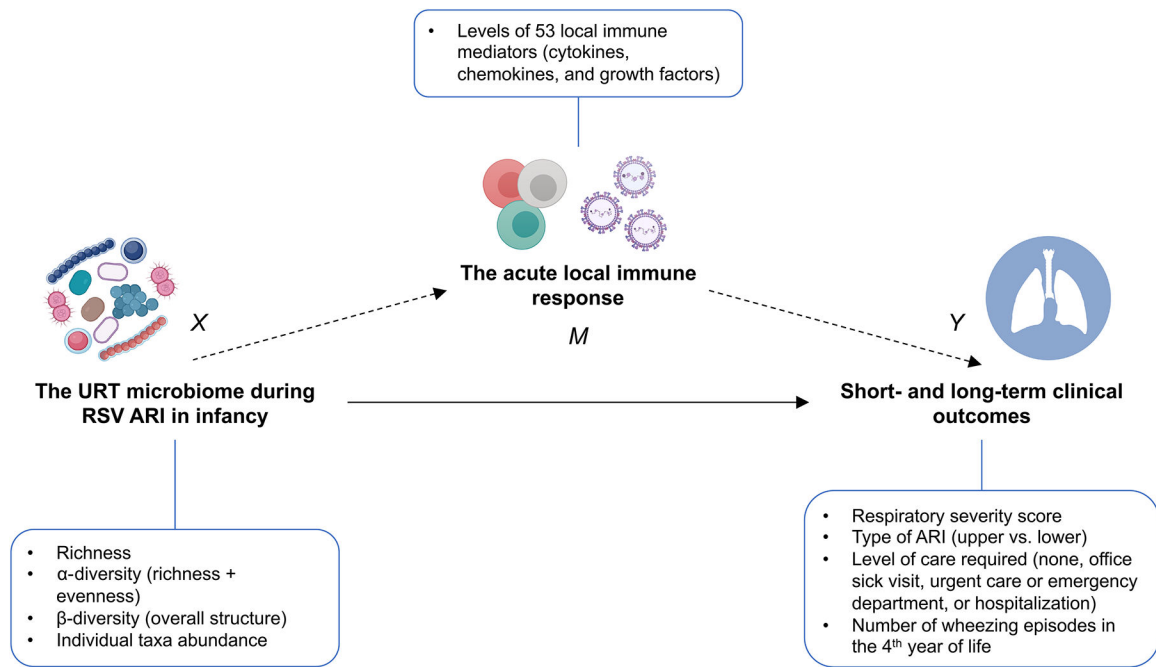 • Levels of 53 local immune
mediators (cytokines,
chemokines, and growth factors)
The acute local immune
response
X
M
Y
The URT microbiome during
RSV ARI in infancy
Short- and long-term clinical
outcomes
• Richness
• α-diversity (richness +
evenness)
• β-diversity (overall structure)
• Individual taxa abundance
• Respiratory severity score
• Type of ARI (upper vs. lower)
• Level of care required (none, office
sick visit, urgent care or emergency
department, or hospitalization)
• Number of wheezing episodes in
the 4th year of life